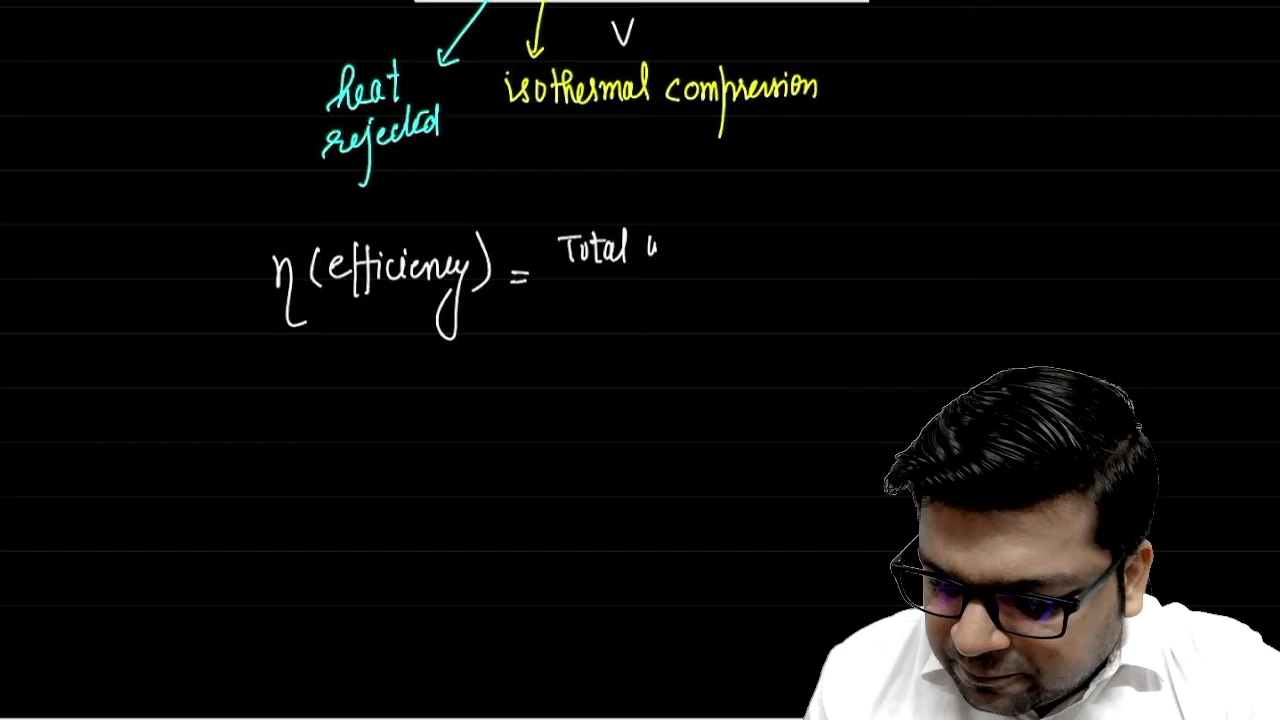 V
heat isothermal compression
rejected
η (efficiency) = Total